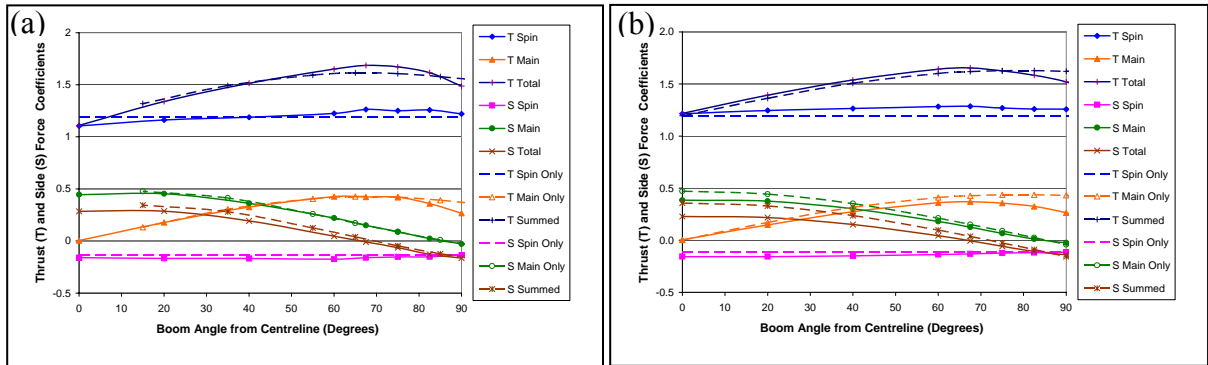 (a)
Thrust (T) and Side (S) Force Coefficients
2
1.5
1
0.5
0
-0.5
0 10 20 30 40 50 60 70 80 90
Boom Angle from Centreline (Degrees)
T Spin
T Main
T Total
S Spin
S Main
S Total
T Spin Only
T Main Only
T Summed
S Spin Only
S Main Only
S Summed
(b)
Thrust (T) and Side (S) Force Coefficients
2.0
1.5
1.0
0.5
0.0
-0.5
0 10 20 30 40 50 60 70 80 90
Boom Angle from Centreline (Degrees)
T Spin
T Main
T Total
S Spin
S Main
S Total
T Spin Only
T Main Only
T Summed
S Spin Only
S Main Only
S Summed